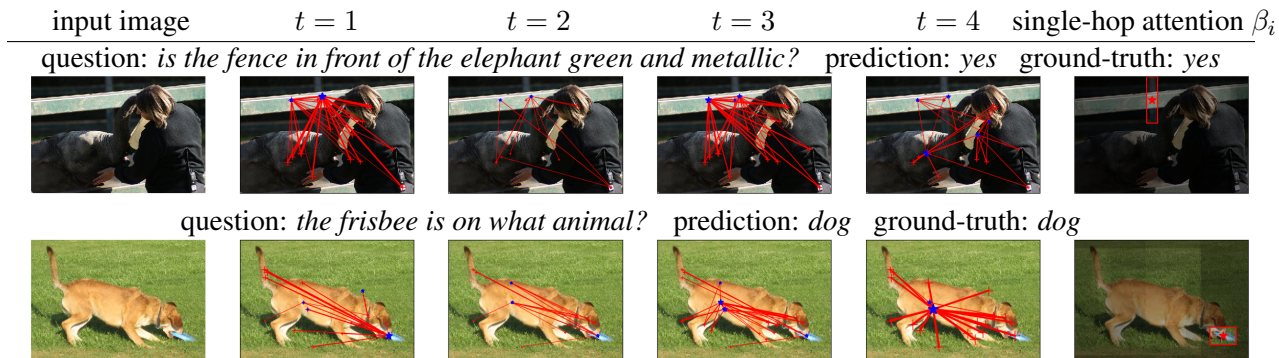 input image t = 1 t = 2 t = 3 t = 4 single-hop attention βᵢ
question: is the fence in front of the elephant green and metallic? prediction: yes ground-truth: yes
question: the frisbee is on what animal? prediction: dog ground-truth: dog